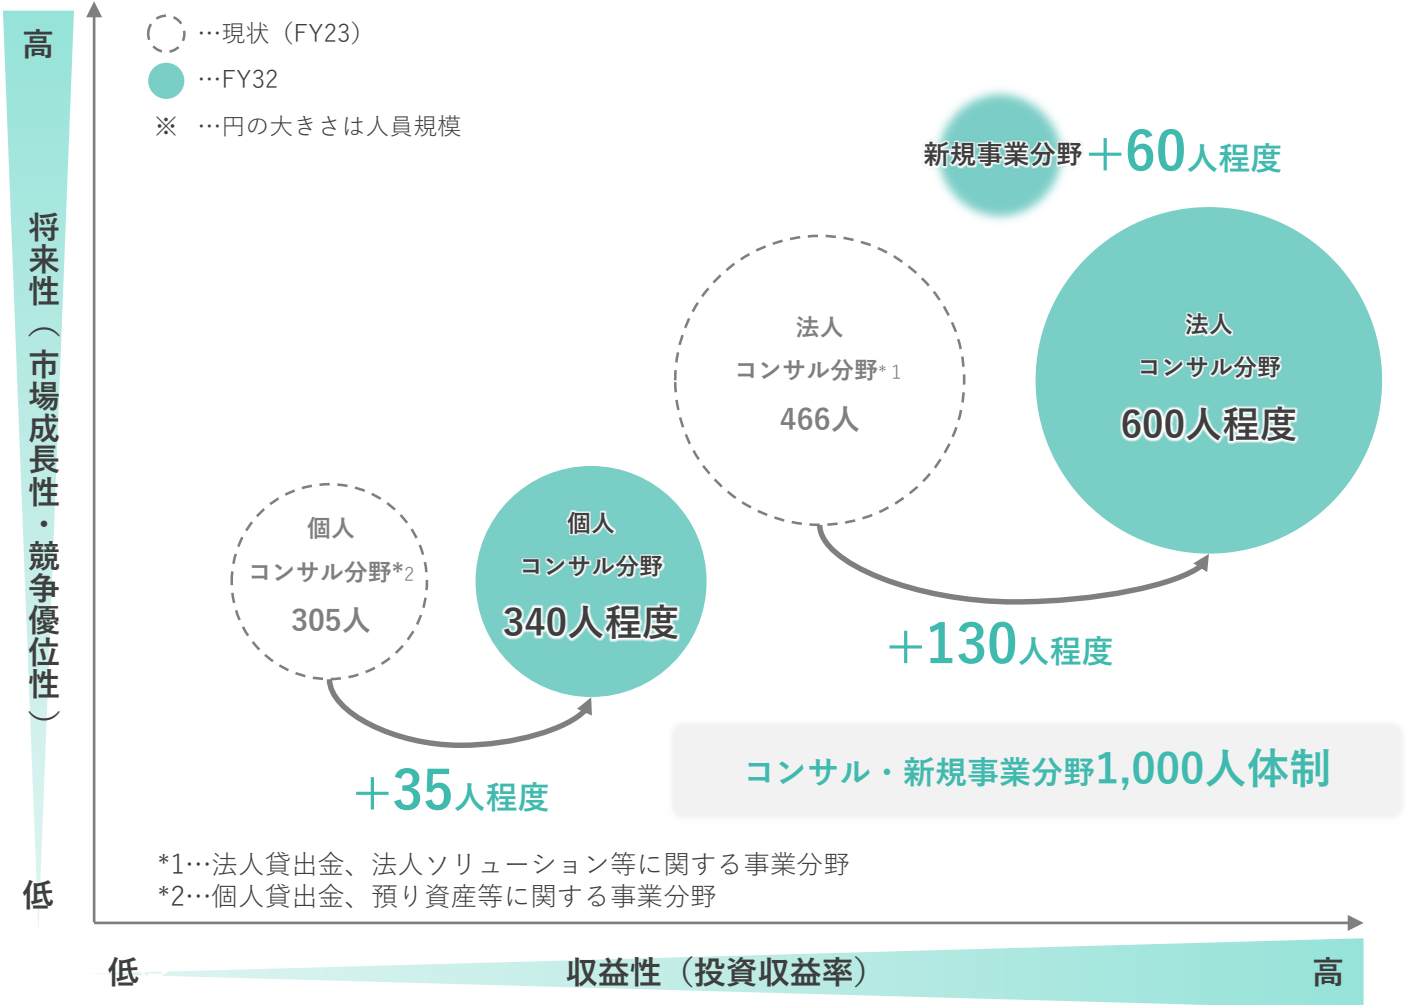 高
…現状（FY23）
…FY32
※ …円の大きさは人員規模
新規事業分野
＋60人程度
将来性（市場成長性・競争優位性）
法人
コンサル分野*1
466人
法人
コンサル分野
600人程度
個人
コンサル分野*2
305人
個人
コンサル分野
340人程度
＋130人程度
＋35人程度
コンサル・新規事業分野1,000人体制
*1…法人貸出金、法人ソリューション等に関する事業分野
*2…個人貸出金、預り資産等に関する事業分野
低
低
収益性（投資収益率）
高